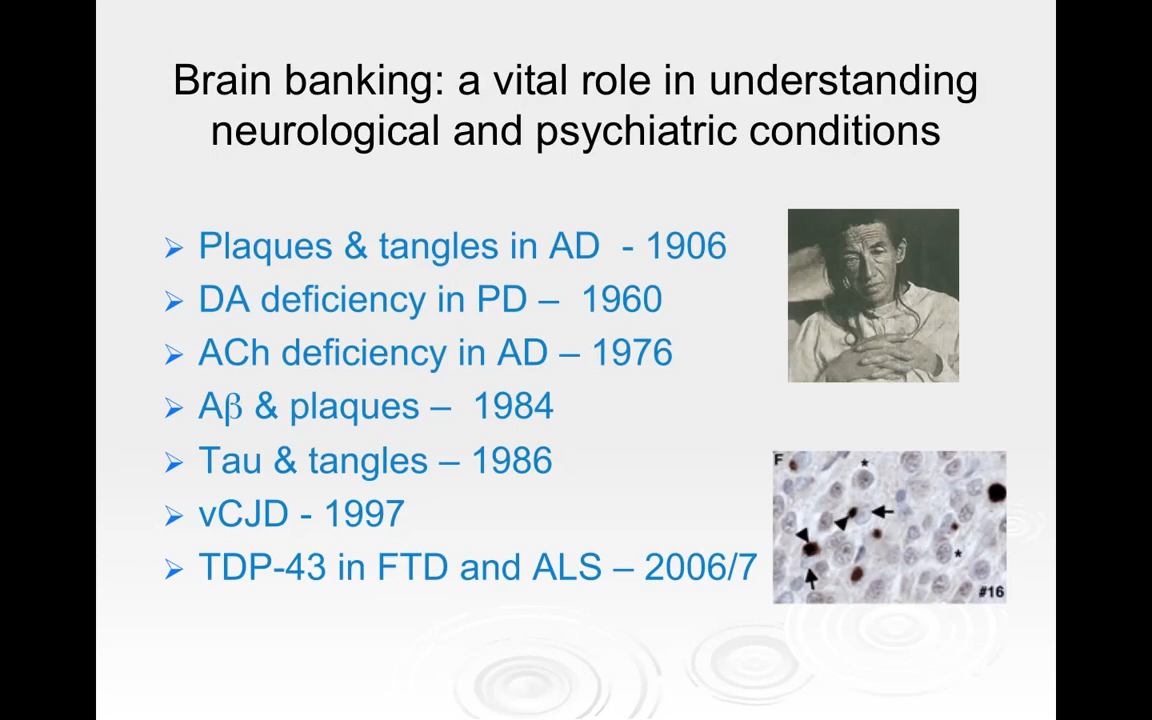 Brain banking: a vital role in understanding
neurological and psychiatric conditions
Plaques & tangles in AD  - 1906
DA deficiency in PD –  1960
ACh deficiency in AD – 1976
Aβ & plaques –  1984
Tau & tangles – 1986
vCJD - 1997
TDP-43 in FTD and ALS – 2006/7
F
*
*
#16